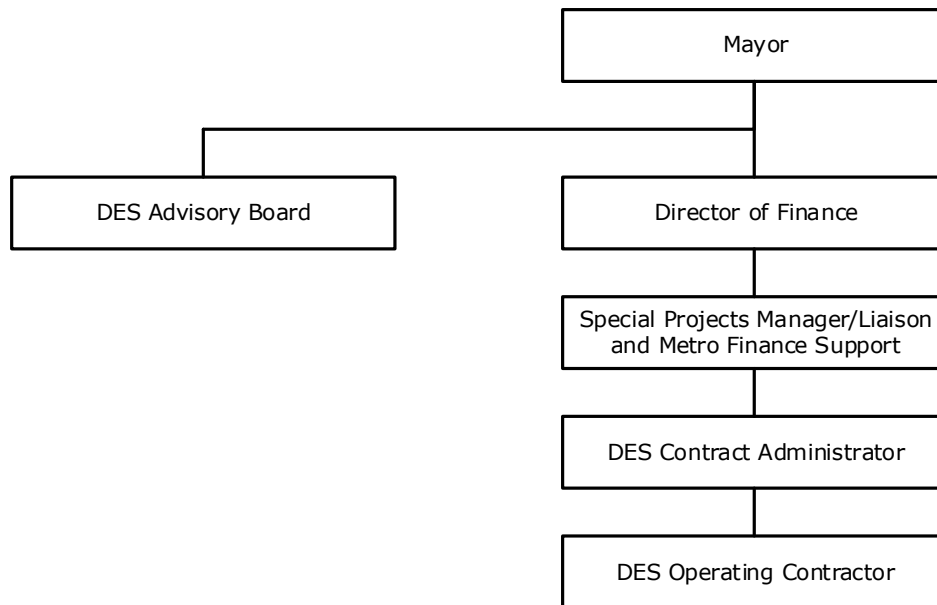 Mayor
DES Advisory Board
Director of Finance
Special Projects Manager/Liaison
and Metro Finance Support
DES Contract Administrator
DES Operating Contractor